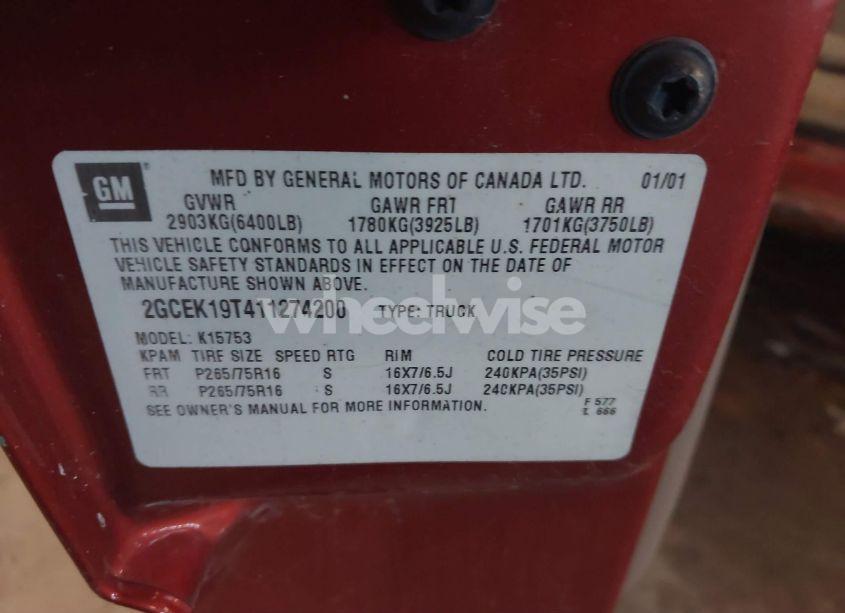 GM
MFD BY GENERAL MOTORS OF CANADA LTD. 01/01
GVWR GAWR FRT GAWR RR
2903KG(6400LB) 1780KG(3925LB) 1701KG(3750LB)
THIS VEHICLE CONFORMS TO ALL APPLICABLE U.S. FEDERAL MOTOR
VEHICLE SAFETY STANDARDS IN EFFECT ON THE DATE OF
MANUFACTURE SHOWN ABOVE.
2GCEK19T411274200 TYPE: TRUCK
wheelwise
MODEL: K15753
KPAM TIRE SIZE SPEED RTG RIM COLD TIRE PRESSURE
FRT P265/75R16 S 16X7/6.5J 240KPA(35PSI)
RR P265/75R16 S 16X7/6.5J 240KPA(35PSI)
SEE OWNER'S MANUAL FOR MORE INFORMATION.
F 577
666